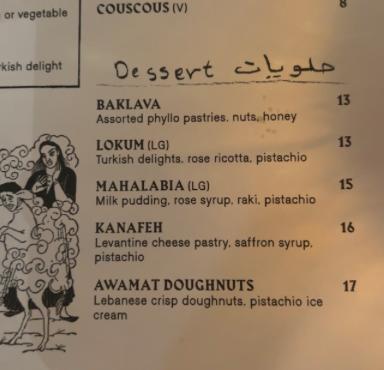 or vegetable
COUSCOUS (V) 8
rkish delight
Dessert حلويات
BAKLAVA 13
Assorted phyllo pastries, nuts, honey
LOKUM (LG) 13
Turkish delights, rose ricotta, pistachio
MAHALABIA (LG) 15
Milk pudding, rose syrup, raki, pistachio
KANAFEH 16
Levantine cheese pastry, saffron syrup,
pistachio
AWAMAT DOUGHNUTS 17
Lebanese crisp doughnuts, pistachio ice
cream